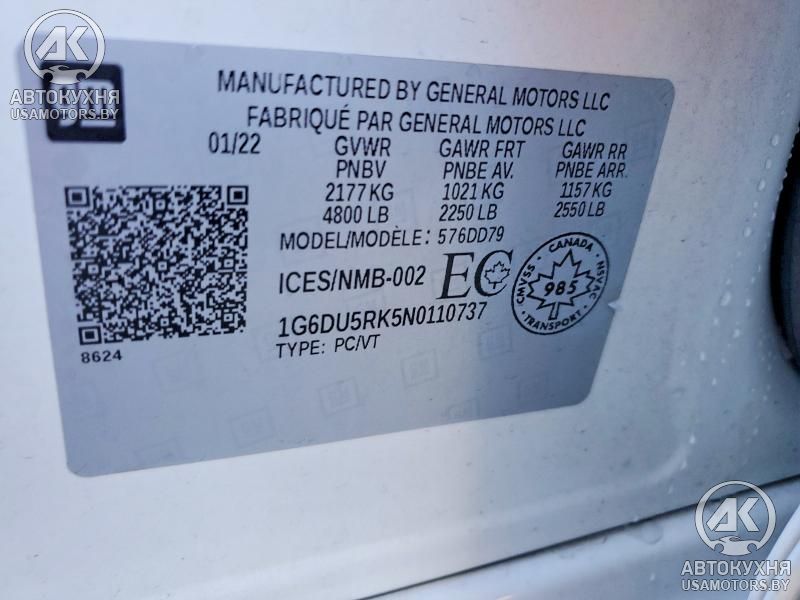 AK
АВТОКУХНЯ
USAMOTORS.BY
MANUFACTURED BY GENERAL MOTORS LLC
FABRIQUÉ PAR GENERAL MOTORS LLC
01/22 GVWR GAWR FRT GAWR RR
PNBV PNBE AV. PNBE ARR.
2177 KG 1021 KG 1157 KG
4800 LB 2250 LB 2550 LB
MODEL/MODÈLE: 576DD79
ICES/NMB-002 EC
CANADA
CMVSS 985 NSVAC
TRANSPORT
1G6DU5RK5N0110737
TYPE: PC/VT
8624
AK
АВТОКУХНЯ
USAMOTORS.BY